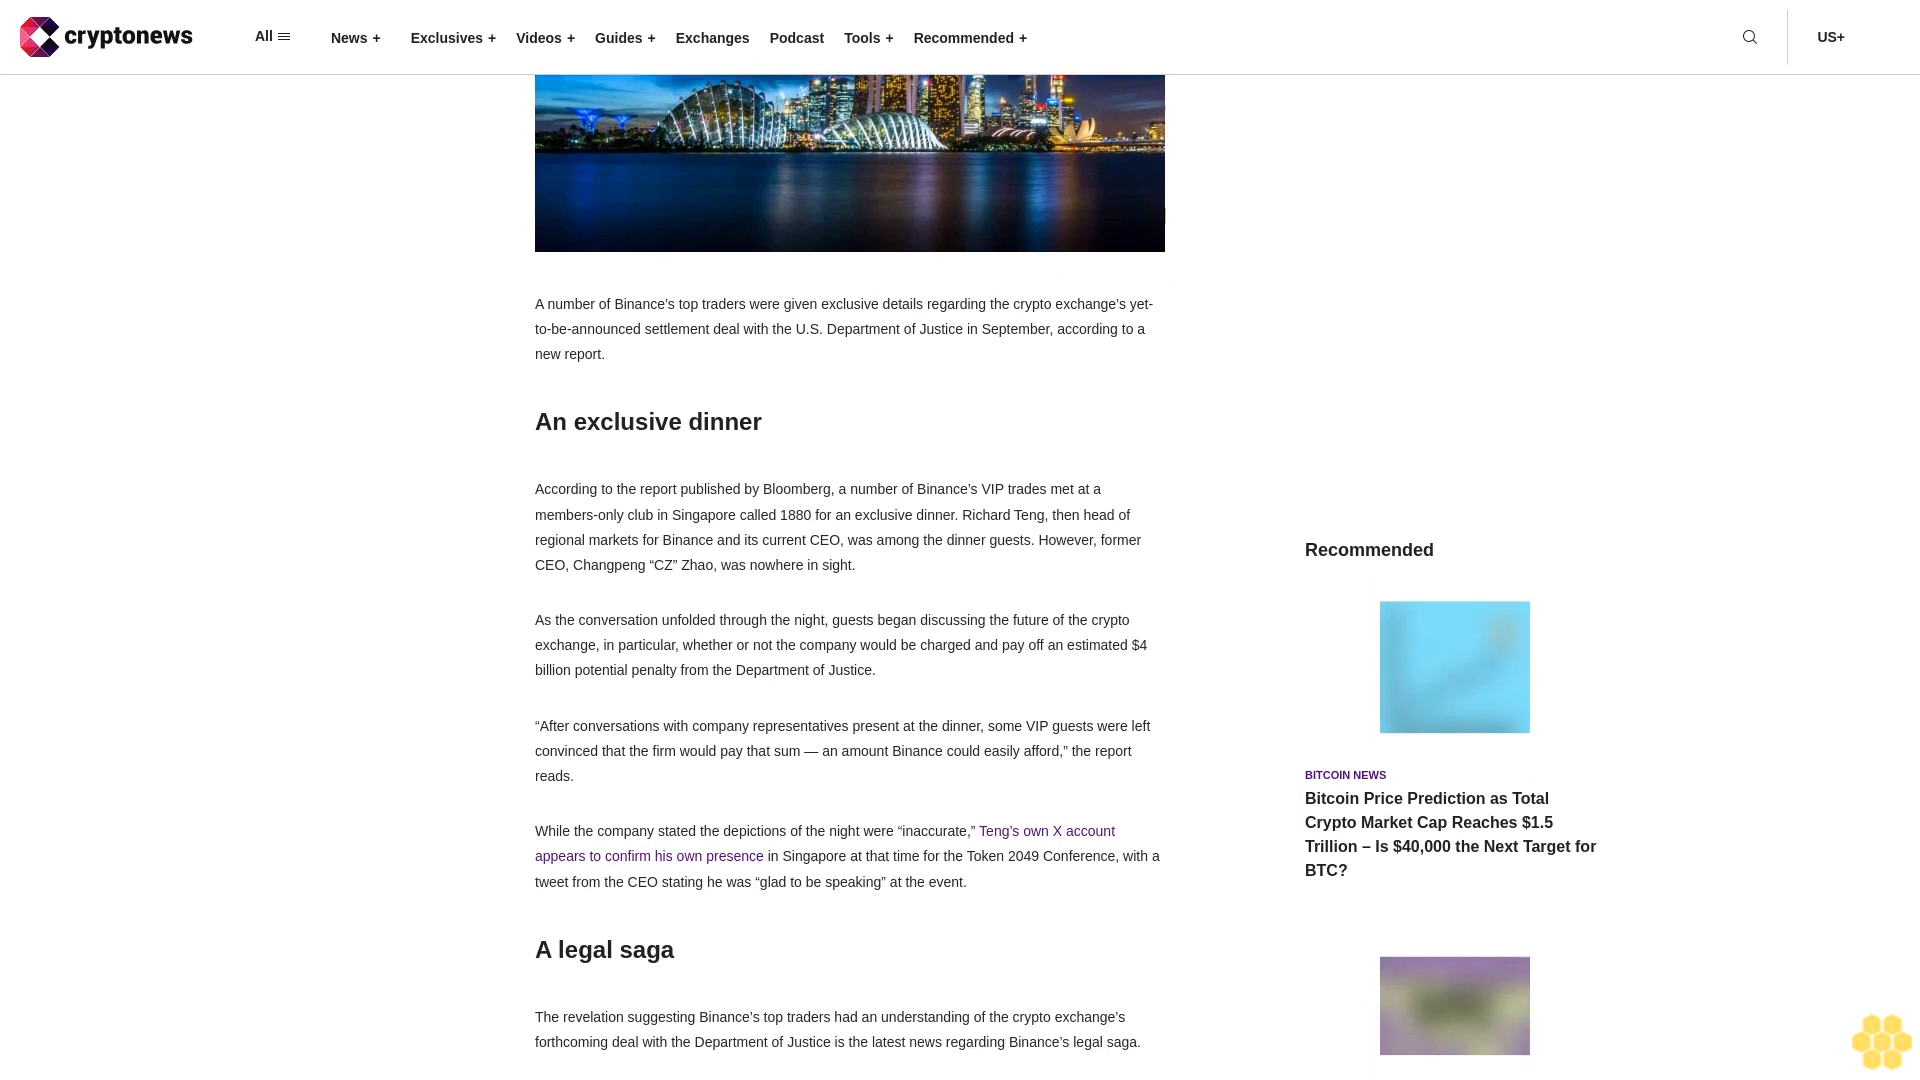 cryptonews
All
News +
Exclusives +
Videos +
Guides +
Exchanges
Podcast
Tools +
Recommended +
US+
A number of Binance’s top traders were given exclusive details regarding the crypto exchange’s yet-
to-be-announced settlement deal with the U.S. Department of Justice in September, according to a
new report.
An exclusive dinner
According to the report published by Bloomberg, a number of Binance’s VIP trades met at a
members-only club in Singapore called 1880 for an exclusive dinner. Richard Teng, then head of
regional markets for Binance and its current CEO, was among the dinner guests. However, former
CEO, Changpeng “CZ” Zhao, was nowhere in sight.
As the conversation unfolded through the night, guests began discussing the future of the crypto
exchange, in particular, whether or not the company would be charged and pay off an estimated $4
billion potential penalty from the Department of Justice.
“After conversations with company representatives present at the dinner, some VIP guests were left
convinced that the firm would pay that sum — an amount Binance could easily afford,” the report
reads.
While the company stated the depictions of the night were “inaccurate,” Teng’s own X account
appears to confirm his own presence in Singapore at that time for the Token 2049 Conference, with a
tweet from the CEO stating he was “glad to be speaking” at the event.
A legal saga
The revelation suggesting Binance’s top traders had an understanding of the crypto exchange’s
forthcoming deal with the Department of Justice is the latest news regarding Binance’s legal saga.
Recommended
BITCOIN NEWS
Bitcoin Price Prediction as Total
Crypto Market Cap Reaches $1.5
Trillion – Is $40,000 the Next Target for
BTC?